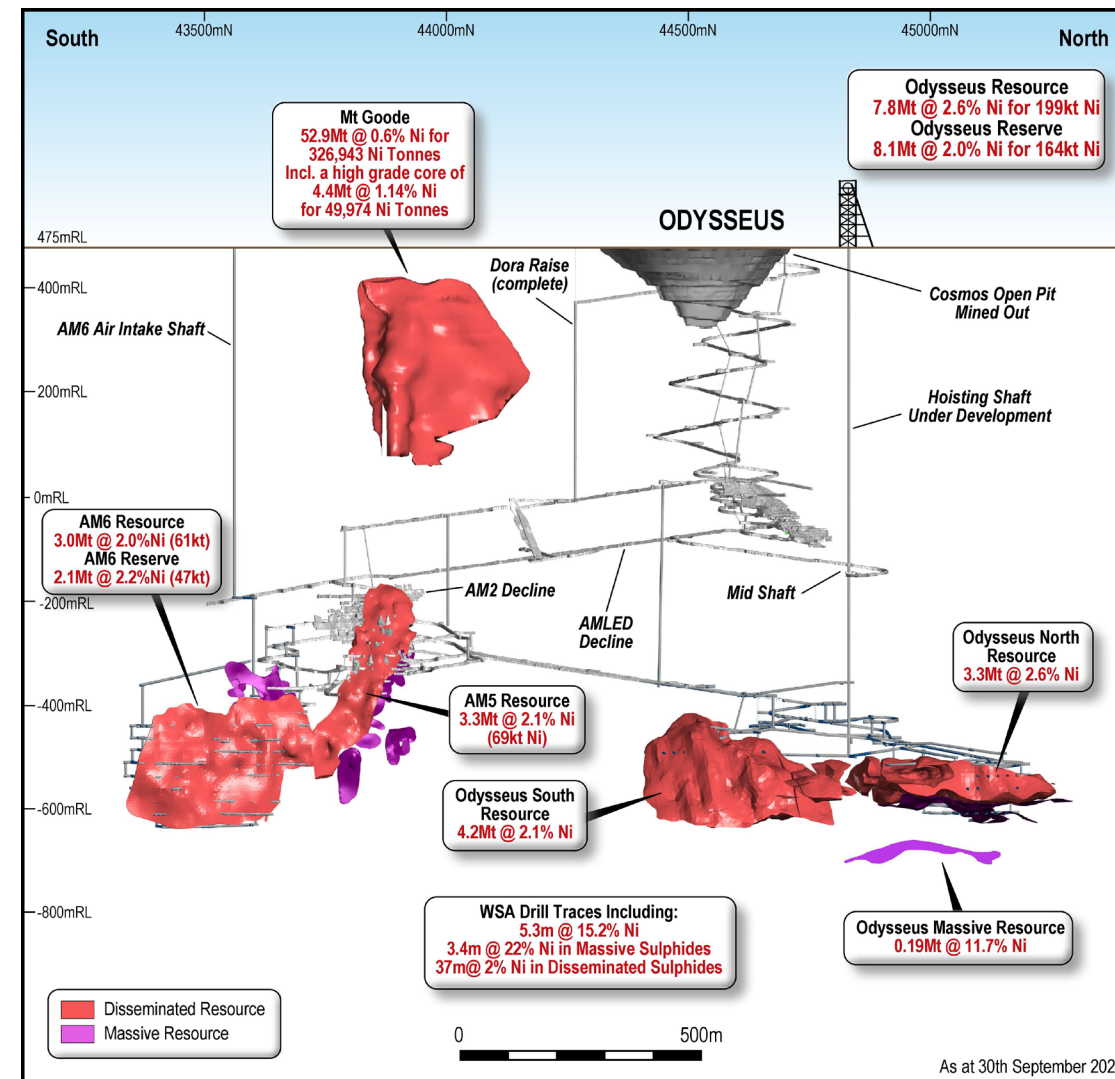 South
43500mN
44000mN
44500mN
45000mN
North
Odysseus Resource
7.8Mt @ 2.6% Ni for 199kt Ni
Odysseus Reserve
8.1Mt @ 2.0% Ni for 164kt Ni
Mt Goode
52.9Mt @ 0.6% Ni for
326,943 Ni Tonnes
Incl. a high grade core of
4.4Mt @ 1.14% Ni
for 49,974 Ni Tonnes
ODYSSEUS
475mRL
400mRL
200mRL
0mRL
-200mRL
-400mRL
-600mRL
-800mRL
AM6 Air Intake Shaft
Dora Raise
(complete)
Cosmos Open Pit
Mined Out
Hoisting Shaft
Under Development
AM6 Resource
3.0Mt @ 2.0%Ni (61kt)
AM6 Reserve
2.1Mt @ 2.2%Ni (47kt)
AM2 Decline
AMLED
Decline
Mid Shaft
Odysseus North
Resource
3.3Mt @ 2.6% Ni
AM5 Resource
3.3Mt @ 2.1% Ni
(69kt Ni)
Odysseus South
Resource
4.2Mt @ 2.1% Ni
WSA Drill Traces Including:
5.3m @ 15.2% Ni
3.4m @ 22% Ni in Massive Sulphides
37m@ 2% Ni in Disseminated Sulphides
Odysseus Massive Resource
0.19Mt @ 11.7% Ni
Disseminated Resource
Massive Resource
0
500m
As at 30th September 202